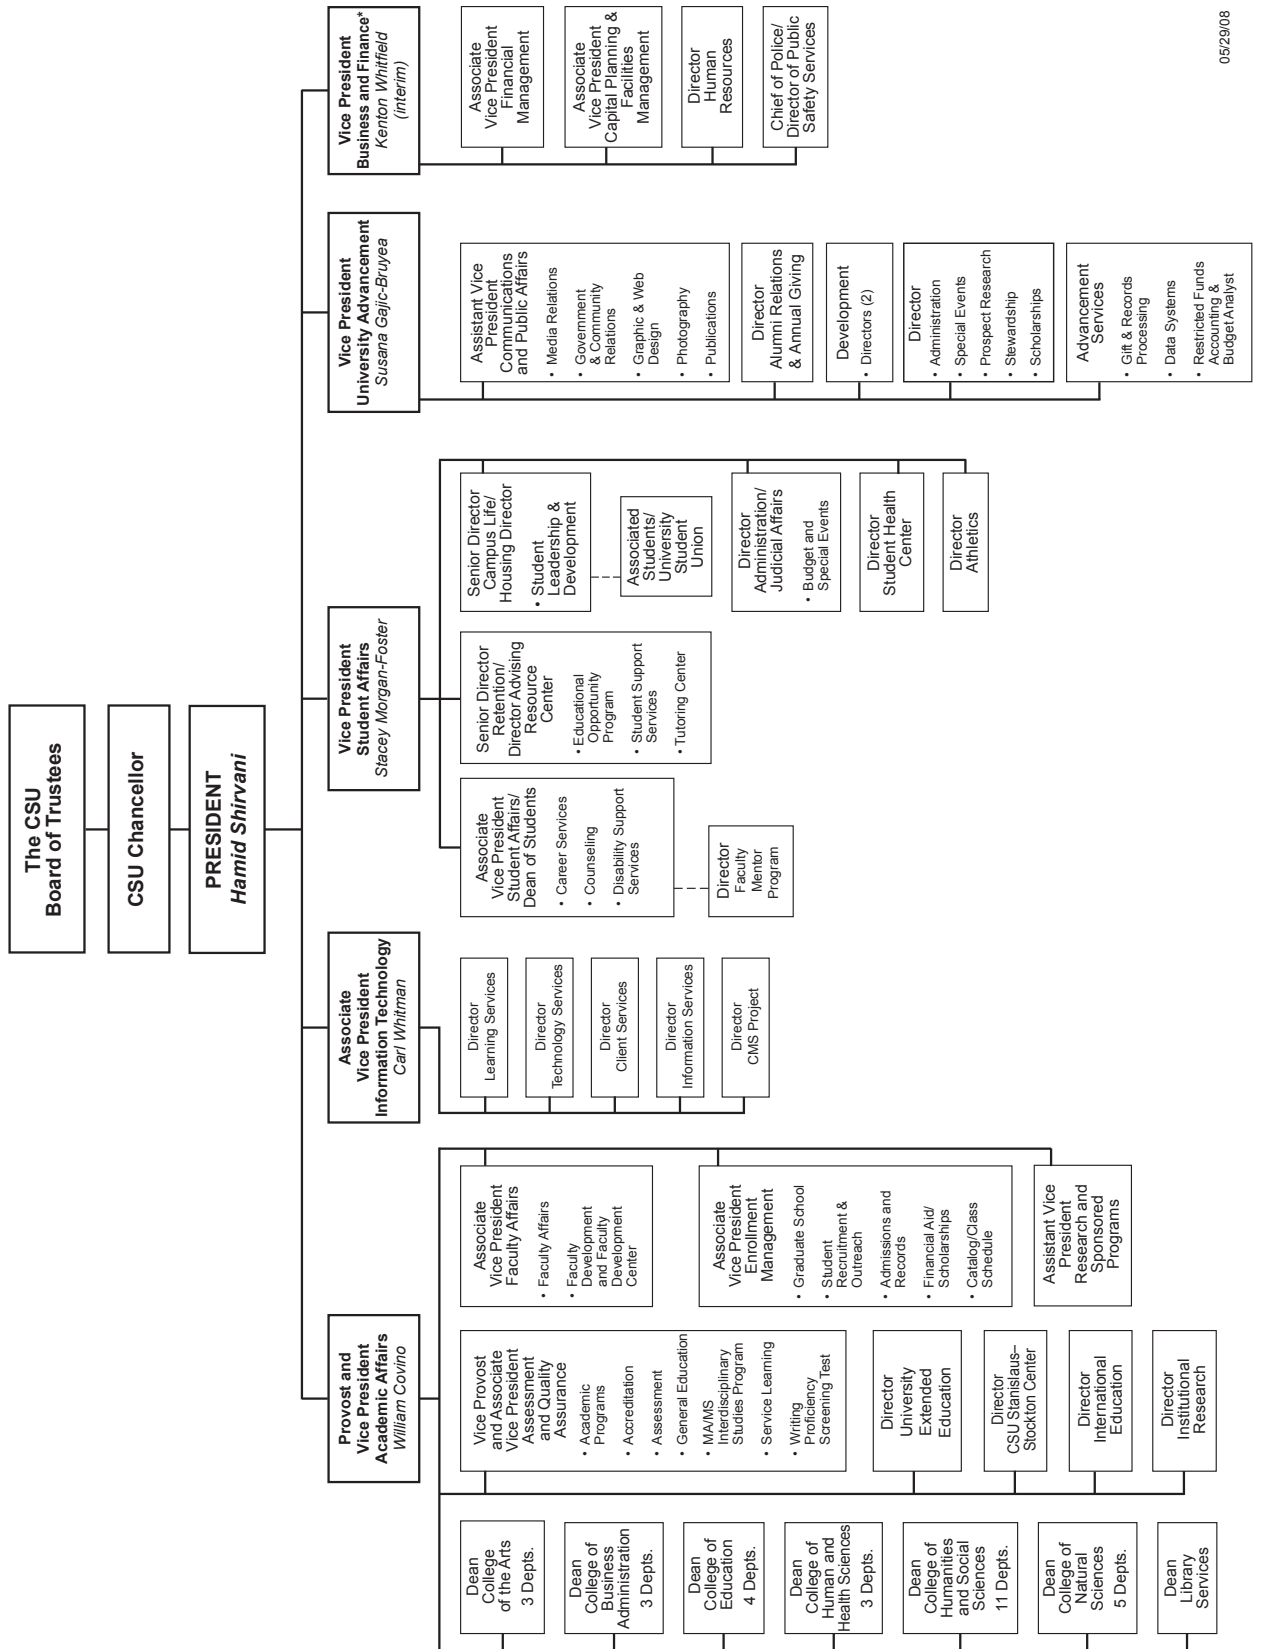 The CSU
Board of Trustees
CSU Chancellor
PRESIDENT
Hamid Shirvani
Provost and
Vice President
Academic Affairs
William Covino
Dean
College
of the Arts
3 Depts.
Dean
College of
Business
Administration
3 Depts.
Dean
College of
Education
4 Depts.
Dean
College of
Human and
Health Sciences
3 Depts.
Dean
College of
Humanities
and Social
Sciences
11 Depts.
Dean
College of
Natural
Sciences
5 Depts.
Dean
Library
Services
Vice Provost
and Associate
Vice President
Assessment
and Quality
Assurance
• Academic
Programs
• Accreditation
• Assessment
• General Education
• MA/MS
Interdisciplinary
Studies Program
• Service Learning
• Writing
Proficiency
Screening Test
Director
University
Extended
Education
Director
CSU Stanislaus–
Stockton Center
Director
International
Education
Director
Institutional
Research
Associate
Vice President
Faculty Affairs
• Faculty Affairs
• Faculty
Development
and Faculty
Development
Center
Associate
Vice President
Enrollment
Management
• Graduate School
• Student
Recruitment &
Outreach
• Admissions and
Records
• Financial Aid/
Scholarships
• Catalog/Class
Schedule
Assistant Vice
President
Research and
Sponsored
Programs
Associate
Vice President
Information Technology
Carl Whitman
Director
Learning Services
Director
Technology Services
Director
Client Services
Director
Information Services
Director
CMS Project
Vice President
Student Affairs
Stacey Morgan-Foster
Associate
Vice President
Student Affairs/
Dean of Students
• Career Services
• Counseling
• Disability Support
Services
Director
Faculty
Mentor
Program
Senior Director
Retention/
Director Advising
Resource
Center
• Educational
Opportunity
Program
• Student Support
Services
• Tutoring Center
Senior Director
Campus Life/
Housing Director
• Student
Leadership &
Development
Associated
Students/
University
Student
Union
Director
Administration/
Judicial Affairs
• Budget and
Special Events
Director
Student Health
Center
Director
Athletics
Vice President
University Advancement
Susana Gajic-Bruyea
Assistant Vice
President
Communications
and Public Affairs
• Media Relations
• Government
& Community
Relations
• Graphic & Web
Design
• Photography
• Publications
Director
Alumni Relations
& Annual Giving
Development
• Directors (2)
Director
• Administration
• Special Events
• Prospect Research
• Stewardship
• Scholarships
Advancement
Services
• Gift & Records
Processing
• Data Systems
• Restricted Funds
Accounting &
Budget Analyst
Vice President
Business and Finance*
Kenton Whitfield
(interim)
Associate
Vice President
Financial
Management
Associate
Vice President
Capital Planning &
Facilities
Management
Director
Human
Resources
Chief of Police/
Director of Public
Safety Services
05/29/08